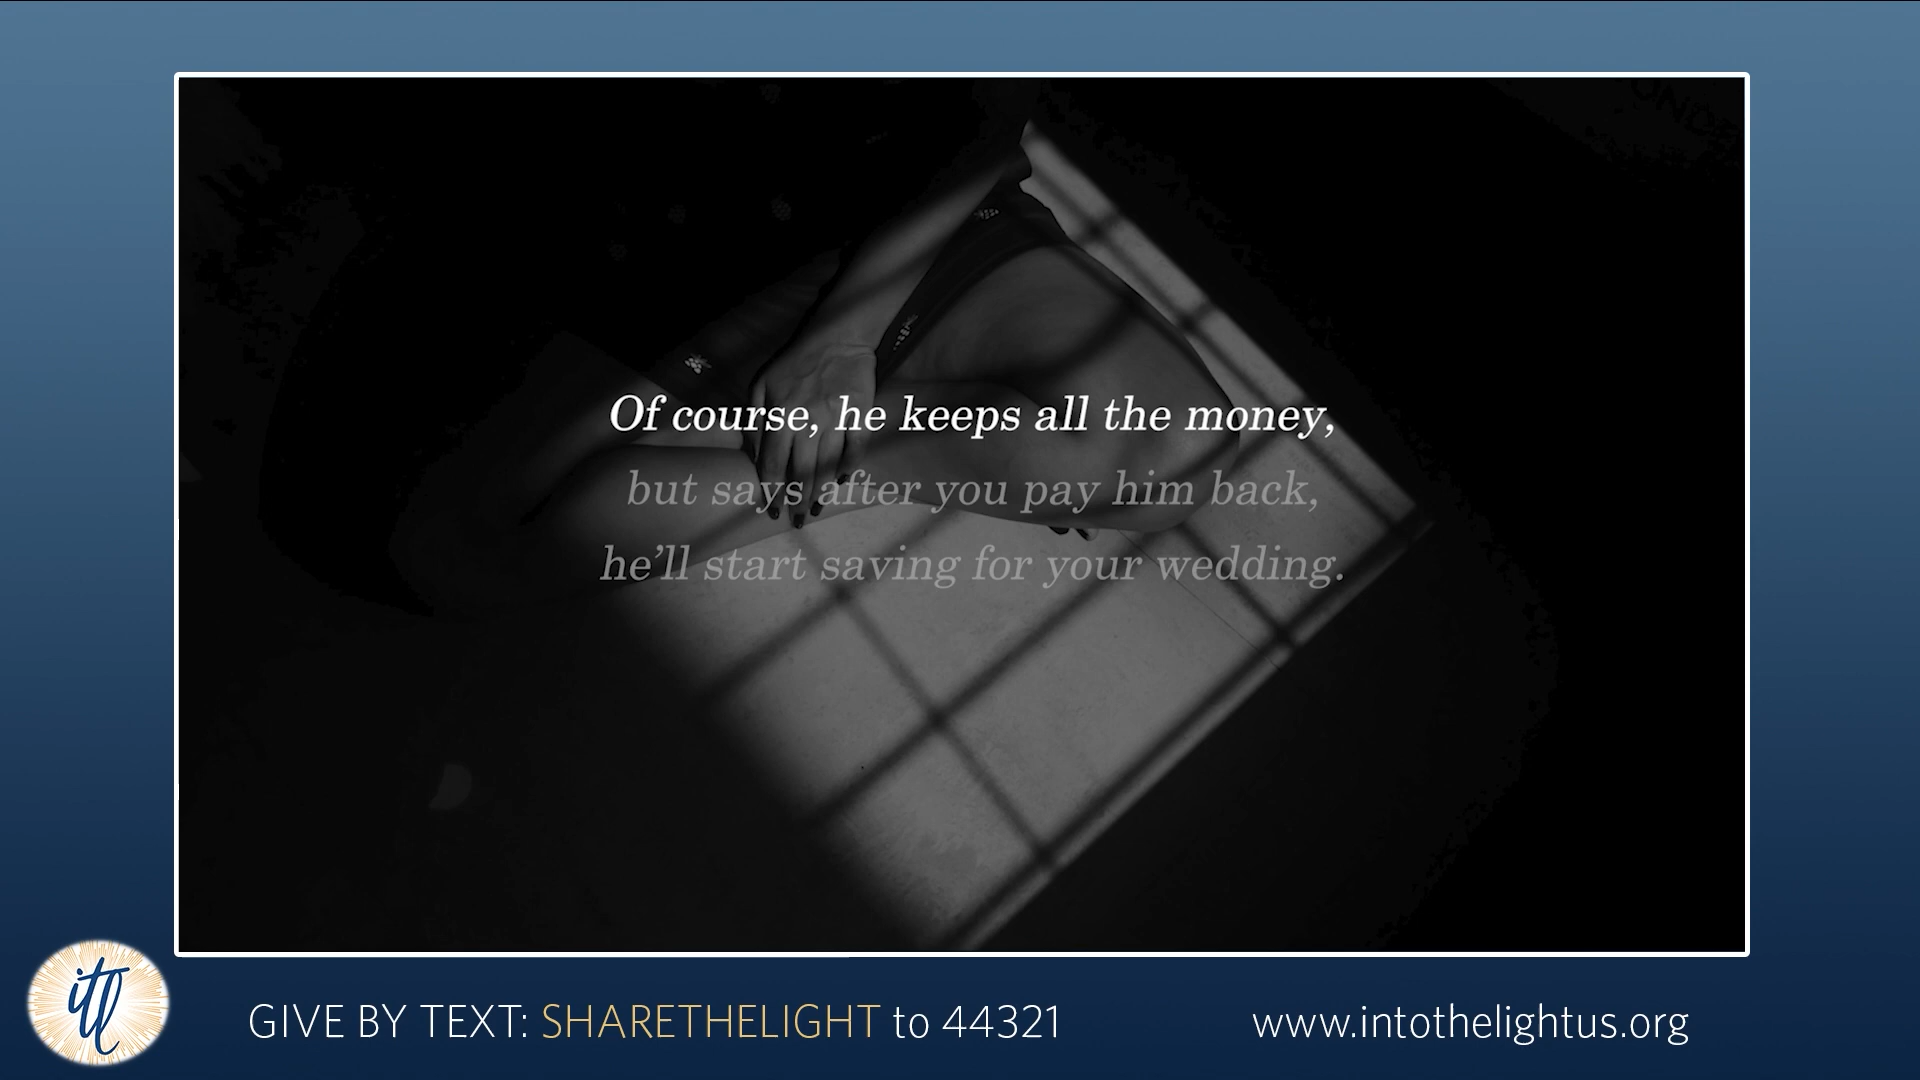 Of course, he keeps all the money,
but says after you pay him back,
he’ll start saving for your wedding.
itl
GIVE BY TEXT: SHARETHELIGHT to 44321
www.intothelightus.org